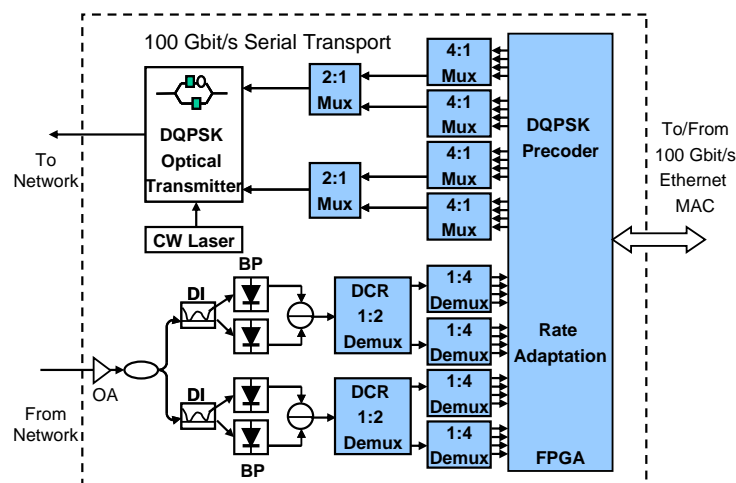 100 Gbit/s Serial Transport
DQPSK
Optical
Transmitter
CW Laser
2:1
Mux
2:1
Mux
4:1
Mux
4:1
Mux
4:1
Mux
4:1
Mux
DQPSK
Precoder
Rate
Adaptation
FPGA
To
Network
To/From
100 Gbit/s
Ethernet
MAC
BP
DI
DCR
1:2
Demux
1:4
Demux
1:4
Demux
OA
From
Network
DI
BP
DCR
1:2
Demux
1:4
Demux
1:4
Demux